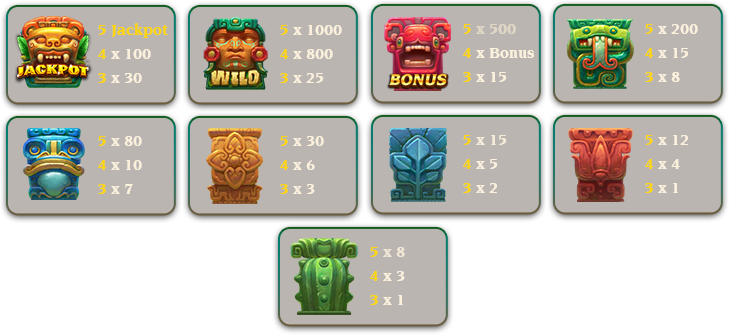 JACKPOT
5 Jackpot
4 x 100
3 x 30
WILD
5 x 1000
4 x 800
3 x 25
BONUS
5 x 500
4 x Bonus
3 x 15
5 x 200
4 x 15
3 x 8
5 x 80
4 x 10
3 x 7
5 x 30
4 x 6
3 x 3
5 x 15
4 x 5
3 x 2
5 x 12
4 x 4
3 x 1
5 x 8
4 x 3
3 x 1